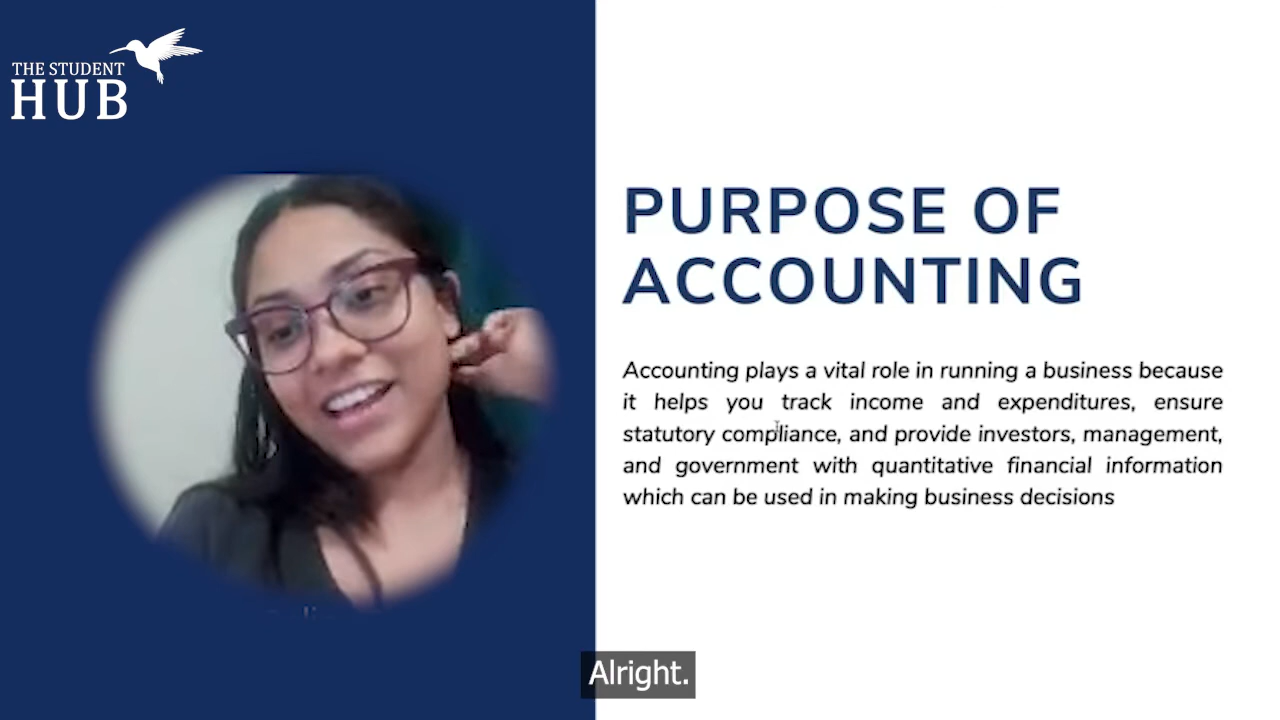 THE STUDENT
HUB
PURPOSE OF
ACCOUNTING
Accounting plays a vital role in running a business because
it helps you track income and expenditures, ensure
statutory compliance, and provide investors, management,
and government with quantitative financial information
which can be used in making business decisions
Alright.